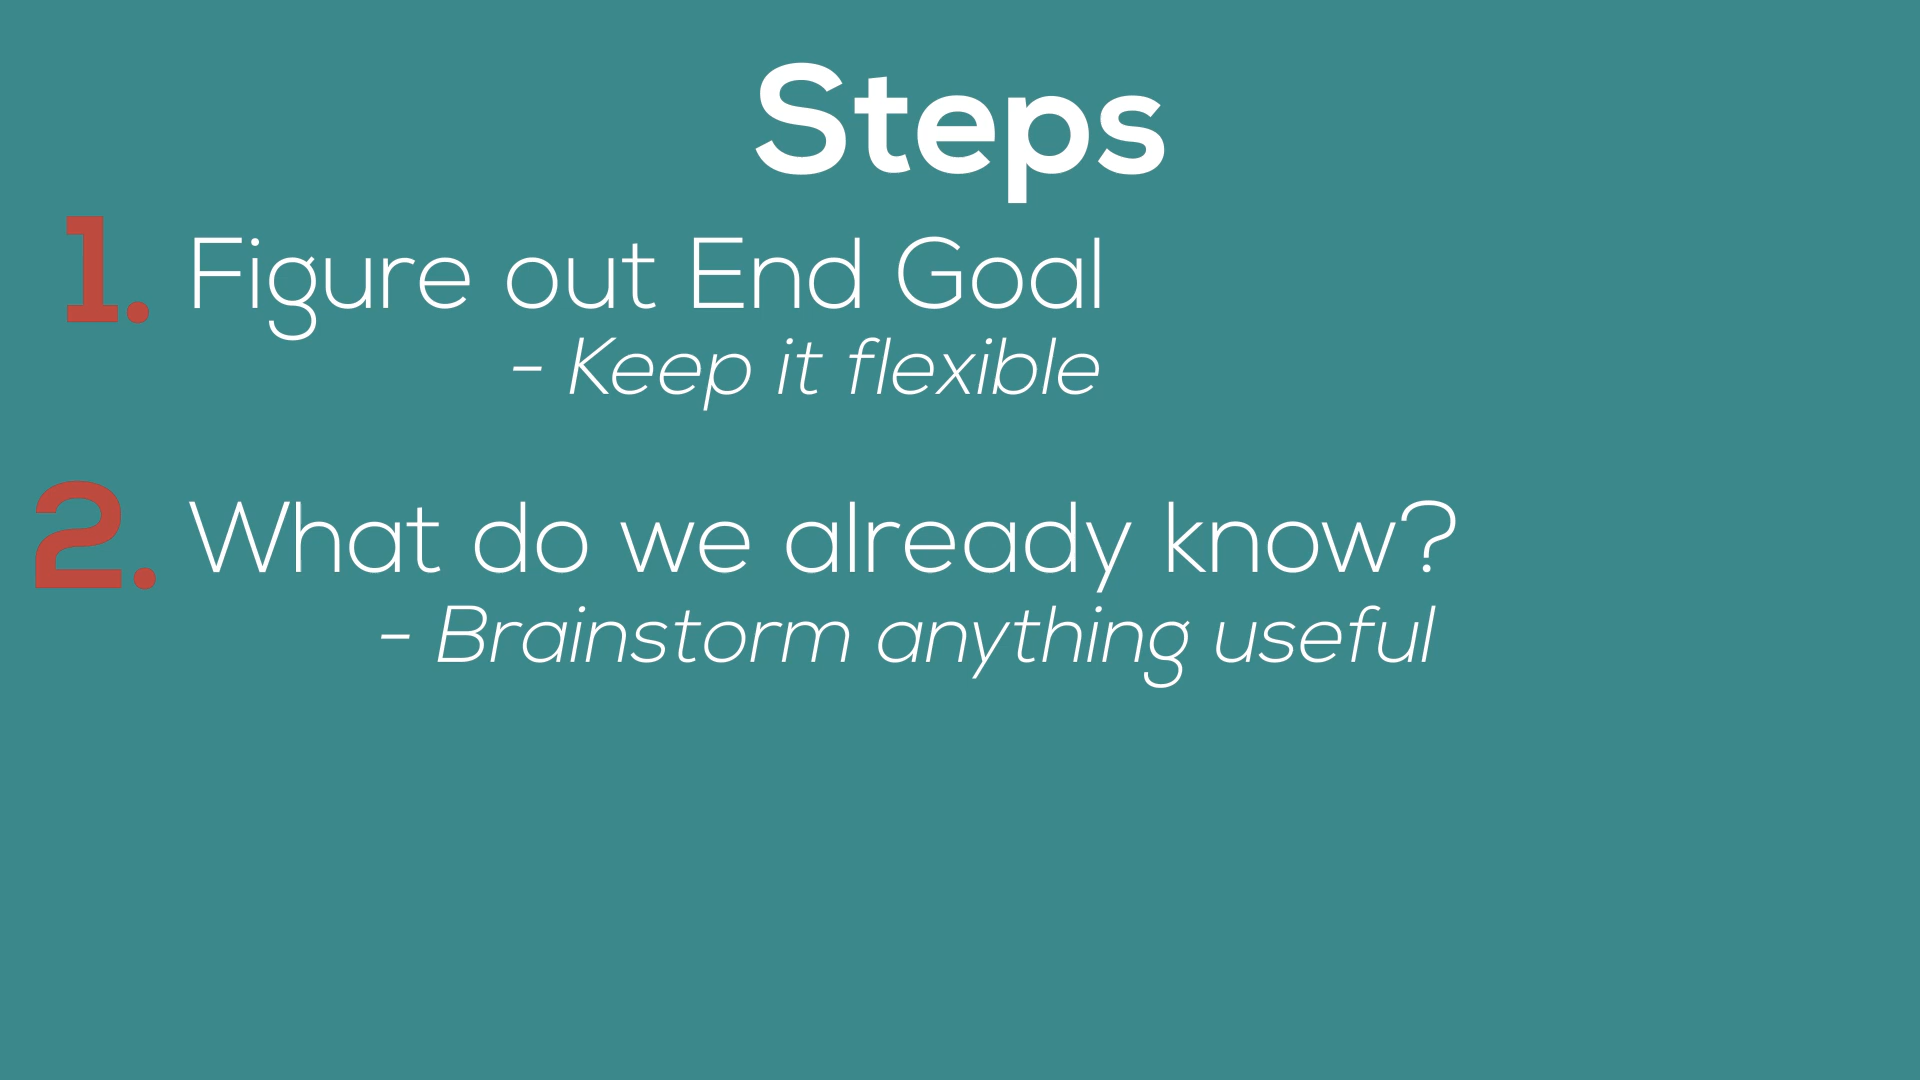 Steps
1. Figure out End Goal
- Keep it flexible
2. What do we already know?
- Brainstorm anything useful